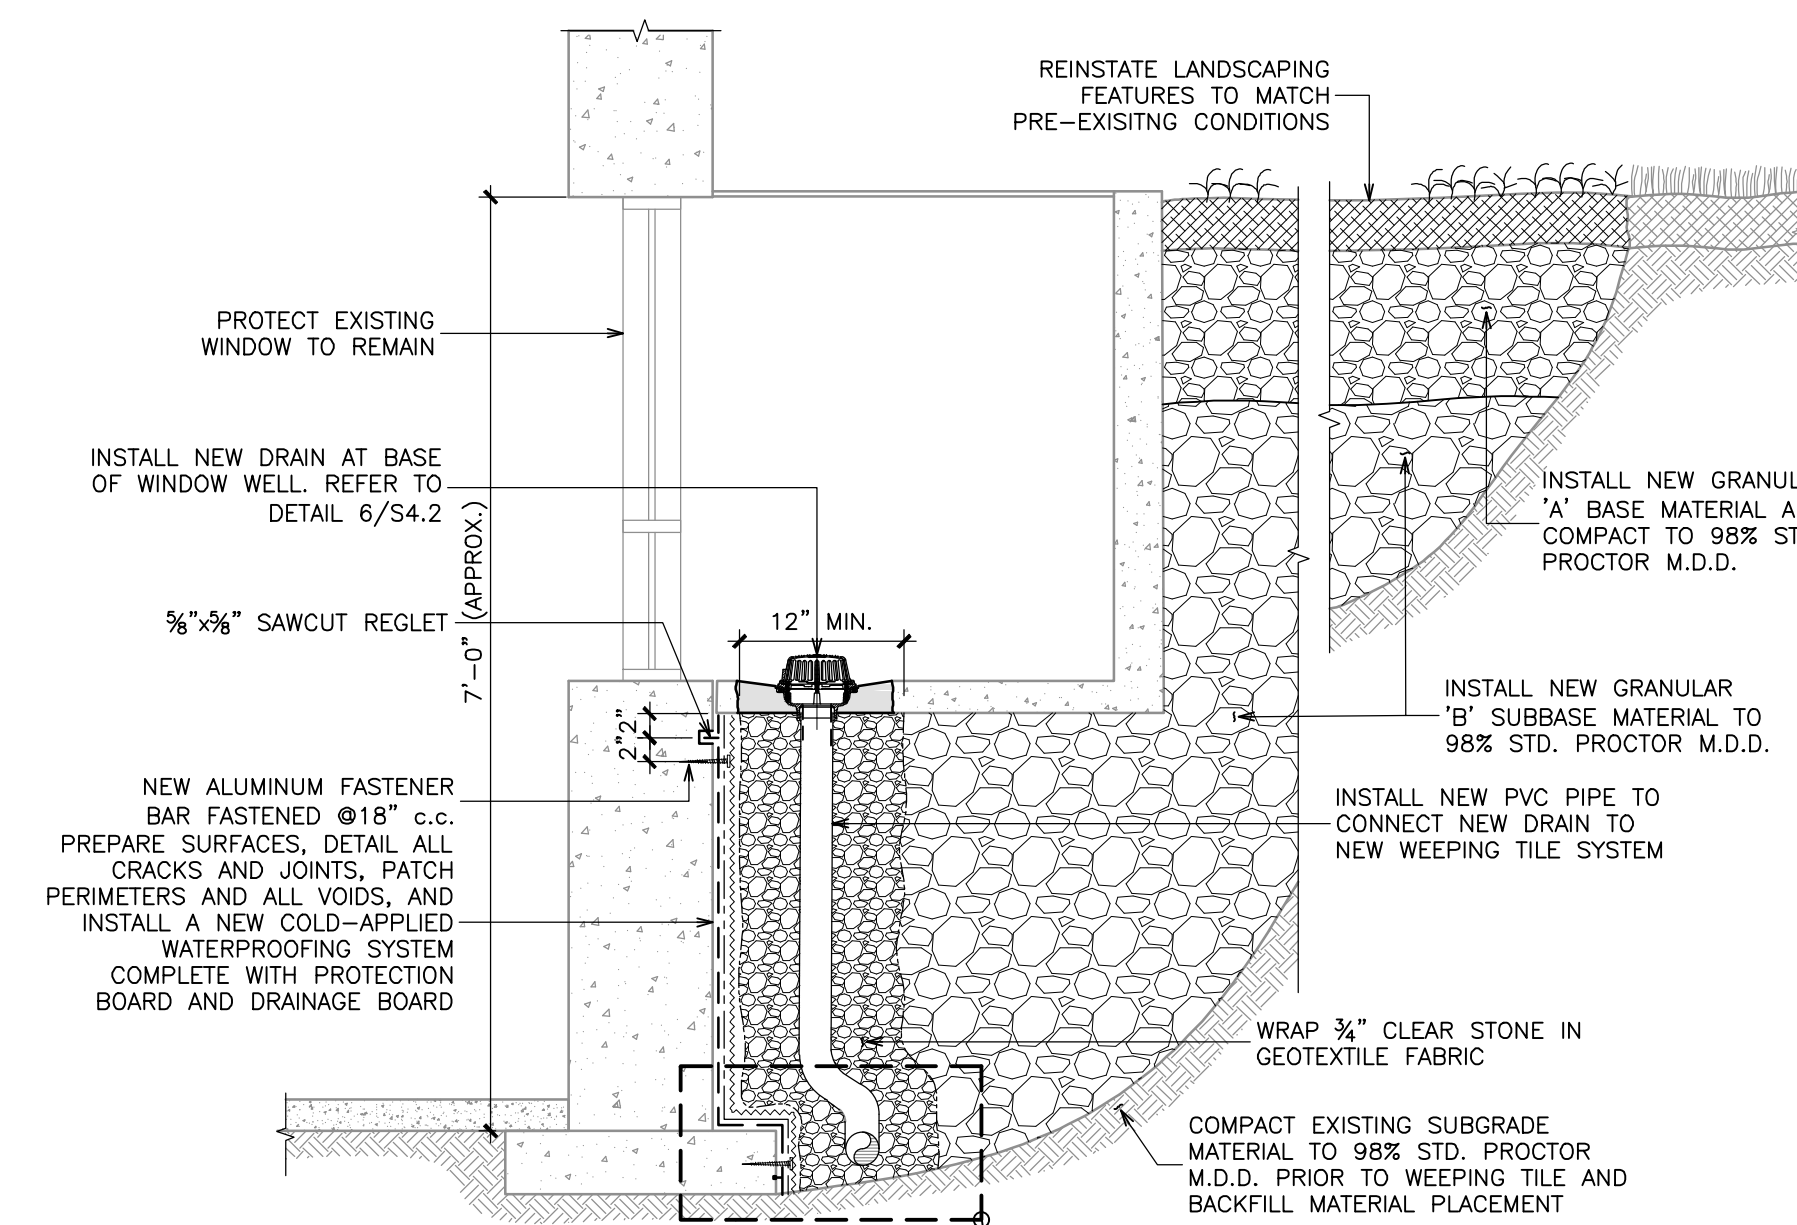 REINSTATE LANDSCAPING
FEATURES TO MATCH
PRE-EXISITNG CONDITIONS
PROTECT EXISTING
WINDOW TO REMAIN
INSTALL NEW DRAIN AT BASE
OF WINDOW WELL. REFER TO
DETAIL 6/S4.2
7'-0" (APPROX.)
⅝"x⅝" SAWCUT REGLET
12" MIN.
2"
2"
NEW ALUMINUM FASTENER
BAR FASTENED @18" c.c.
PREPARE SURFACES, DETAIL ALL
CRACKS AND JOINTS, PATCH
PERIMETERS AND ALL VOIDS, AND
INSTALL A NEW COLD-APPLIED
WATERPROOFING SYSTEM
COMPLETE WITH PROTECTION
BOARD AND DRAINAGE BOARD
INSTALL NEW GRANUL
'A' BASE MATERIAL A
COMPACT TO 98% ST
PROCTOR M.D.D.
INSTALL NEW GRANULAR
'B' SUBBASE MATERIAL TO
98% STD. PROCTOR M.D.D.
INSTALL NEW PVC PIPE TO
CONNECT NEW DRAIN TO
NEW WEEPING TILE SYSTEM
WRAP ¾" CLEAR STONE IN
GEOTEXTILE FABRIC
COMPACT EXISTING SUBGRADE
MATERIAL TO 98% STD. PROCTOR
M.D.D. PRIOR TO WEEPING TILE AND
BACKFILL MATERIAL PLACEMENT